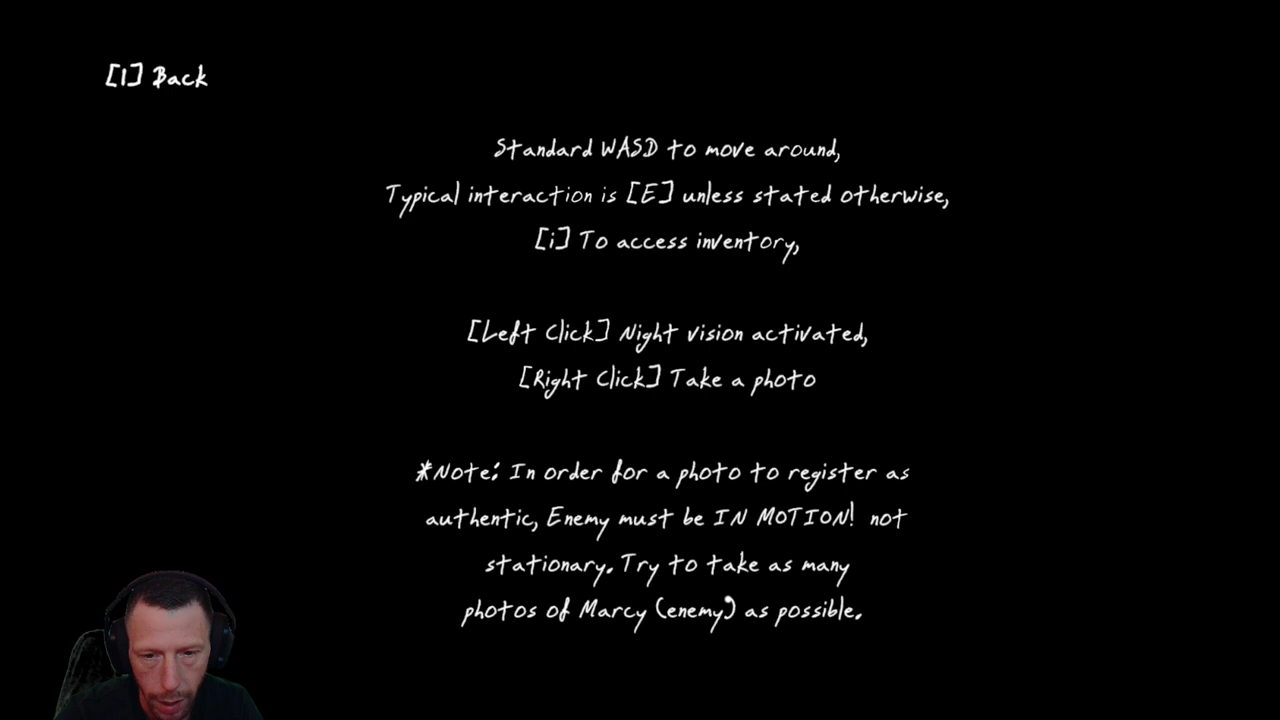 [1] Back
Standard WASD to move around,
Typical interaction is [E] unless stated otherwise,
[i] To access inventory,
[Left Click] Night vision activated,
[Right Click] Take a photo
*Note: In order for a photo to register as
authentic, Enemy must be IN MOTION! not
stationary. Try to take as many
photos of Marcy (enemy) as possible.